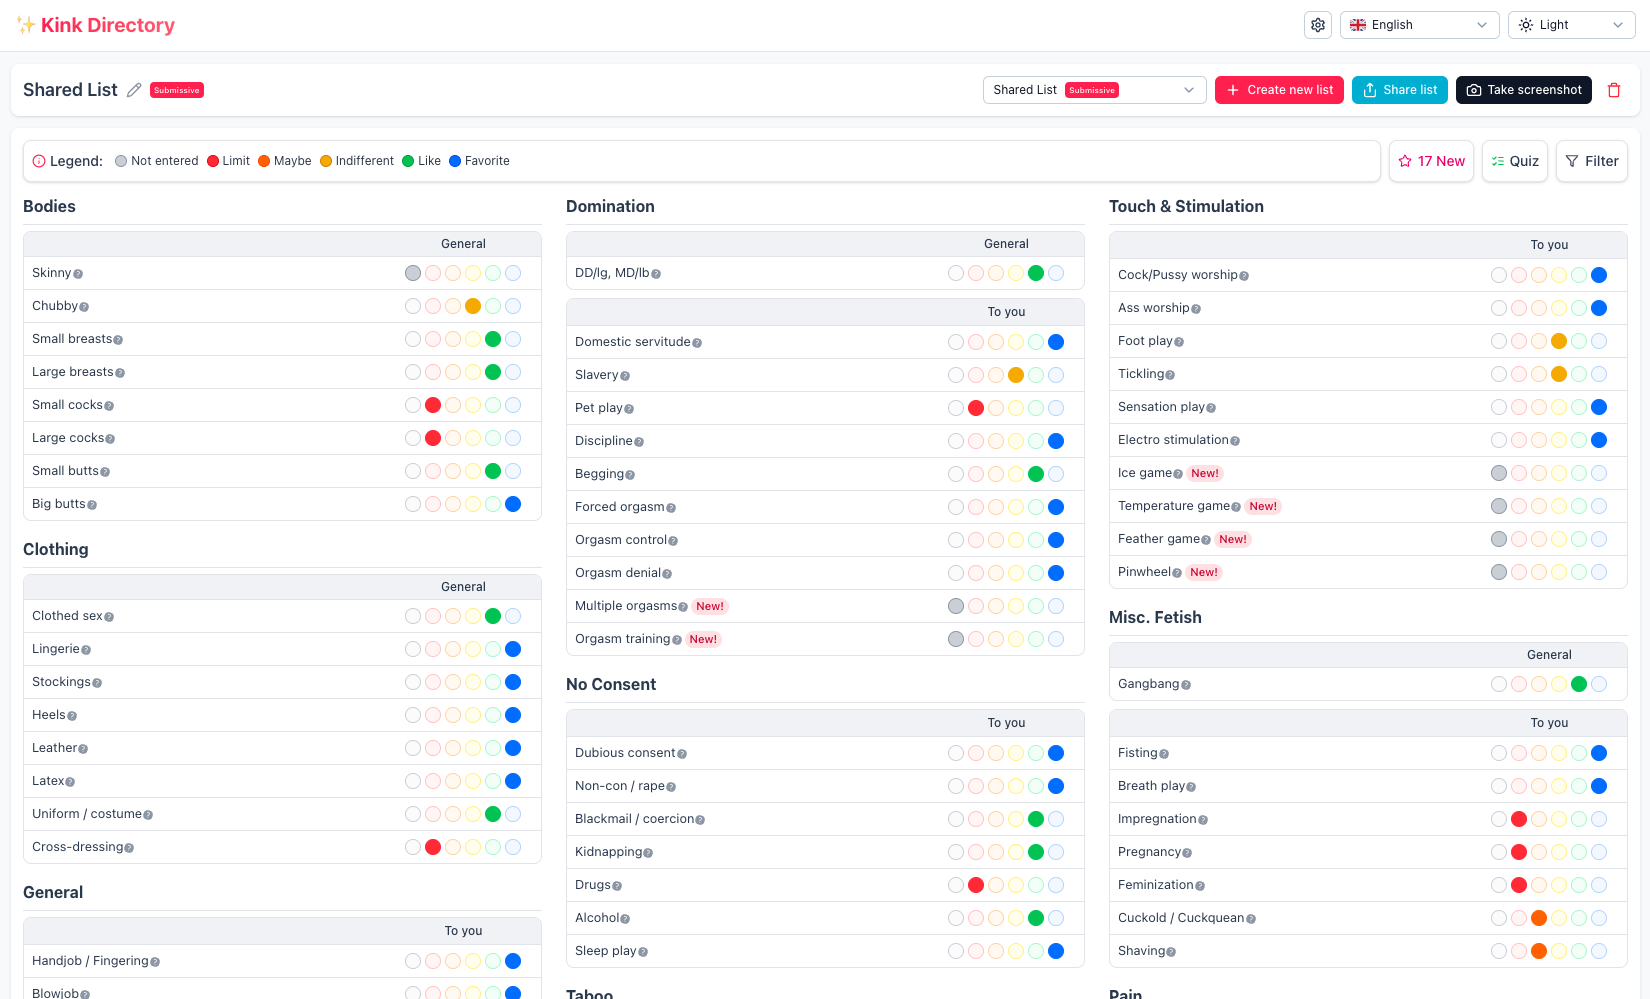 ✨ Kink Directory
English
Light
Shared List
Submissive
Shared List
Submissive
Create new list
Share list
Take screenshot
Legend:
Not entered
Limit
Maybe
Indifferent
Like
Favorite
17 New
Quiz
Filter
Bodies
General
Skinny
Chubby
Small breasts
Large breasts
Small cocks
Large cocks
Small butts
Big butts
Clothing
General
Clothed sex
Lingerie
Stockings
Heels
Leather
Latex
Uniform / costume
Cross-dressing
General
To you
Handjob / Fingering
Blowjob
Domination
General
DD/lg, MD/lb
To you
Domestic servitude
Slavery
Pet play
Discipline
Begging
Forced orgasm
Orgasm control
Orgasm denial
Multiple orgasms New!
Orgasm training New!
No Consent
To you
Dubious consent
Non-con / rape
Blackmail / coercion
Kidnapping
Drugs
Alcohol
Sleep play
Taboo
Touch & Stimulation
To you
Cock/Pussy worship
Ass worship
Foot play
Tickling
Sensation play
Electro stimulation
Ice game New!
Temperature game New!
Feather game New!
Pinwheel New!
Misc. Fetish
General
Gangbang
To you
Fisting
Breath play
Impregnation
Pregnancy
Feminization
Cuckold / Cuckquean
Shaving
Pain